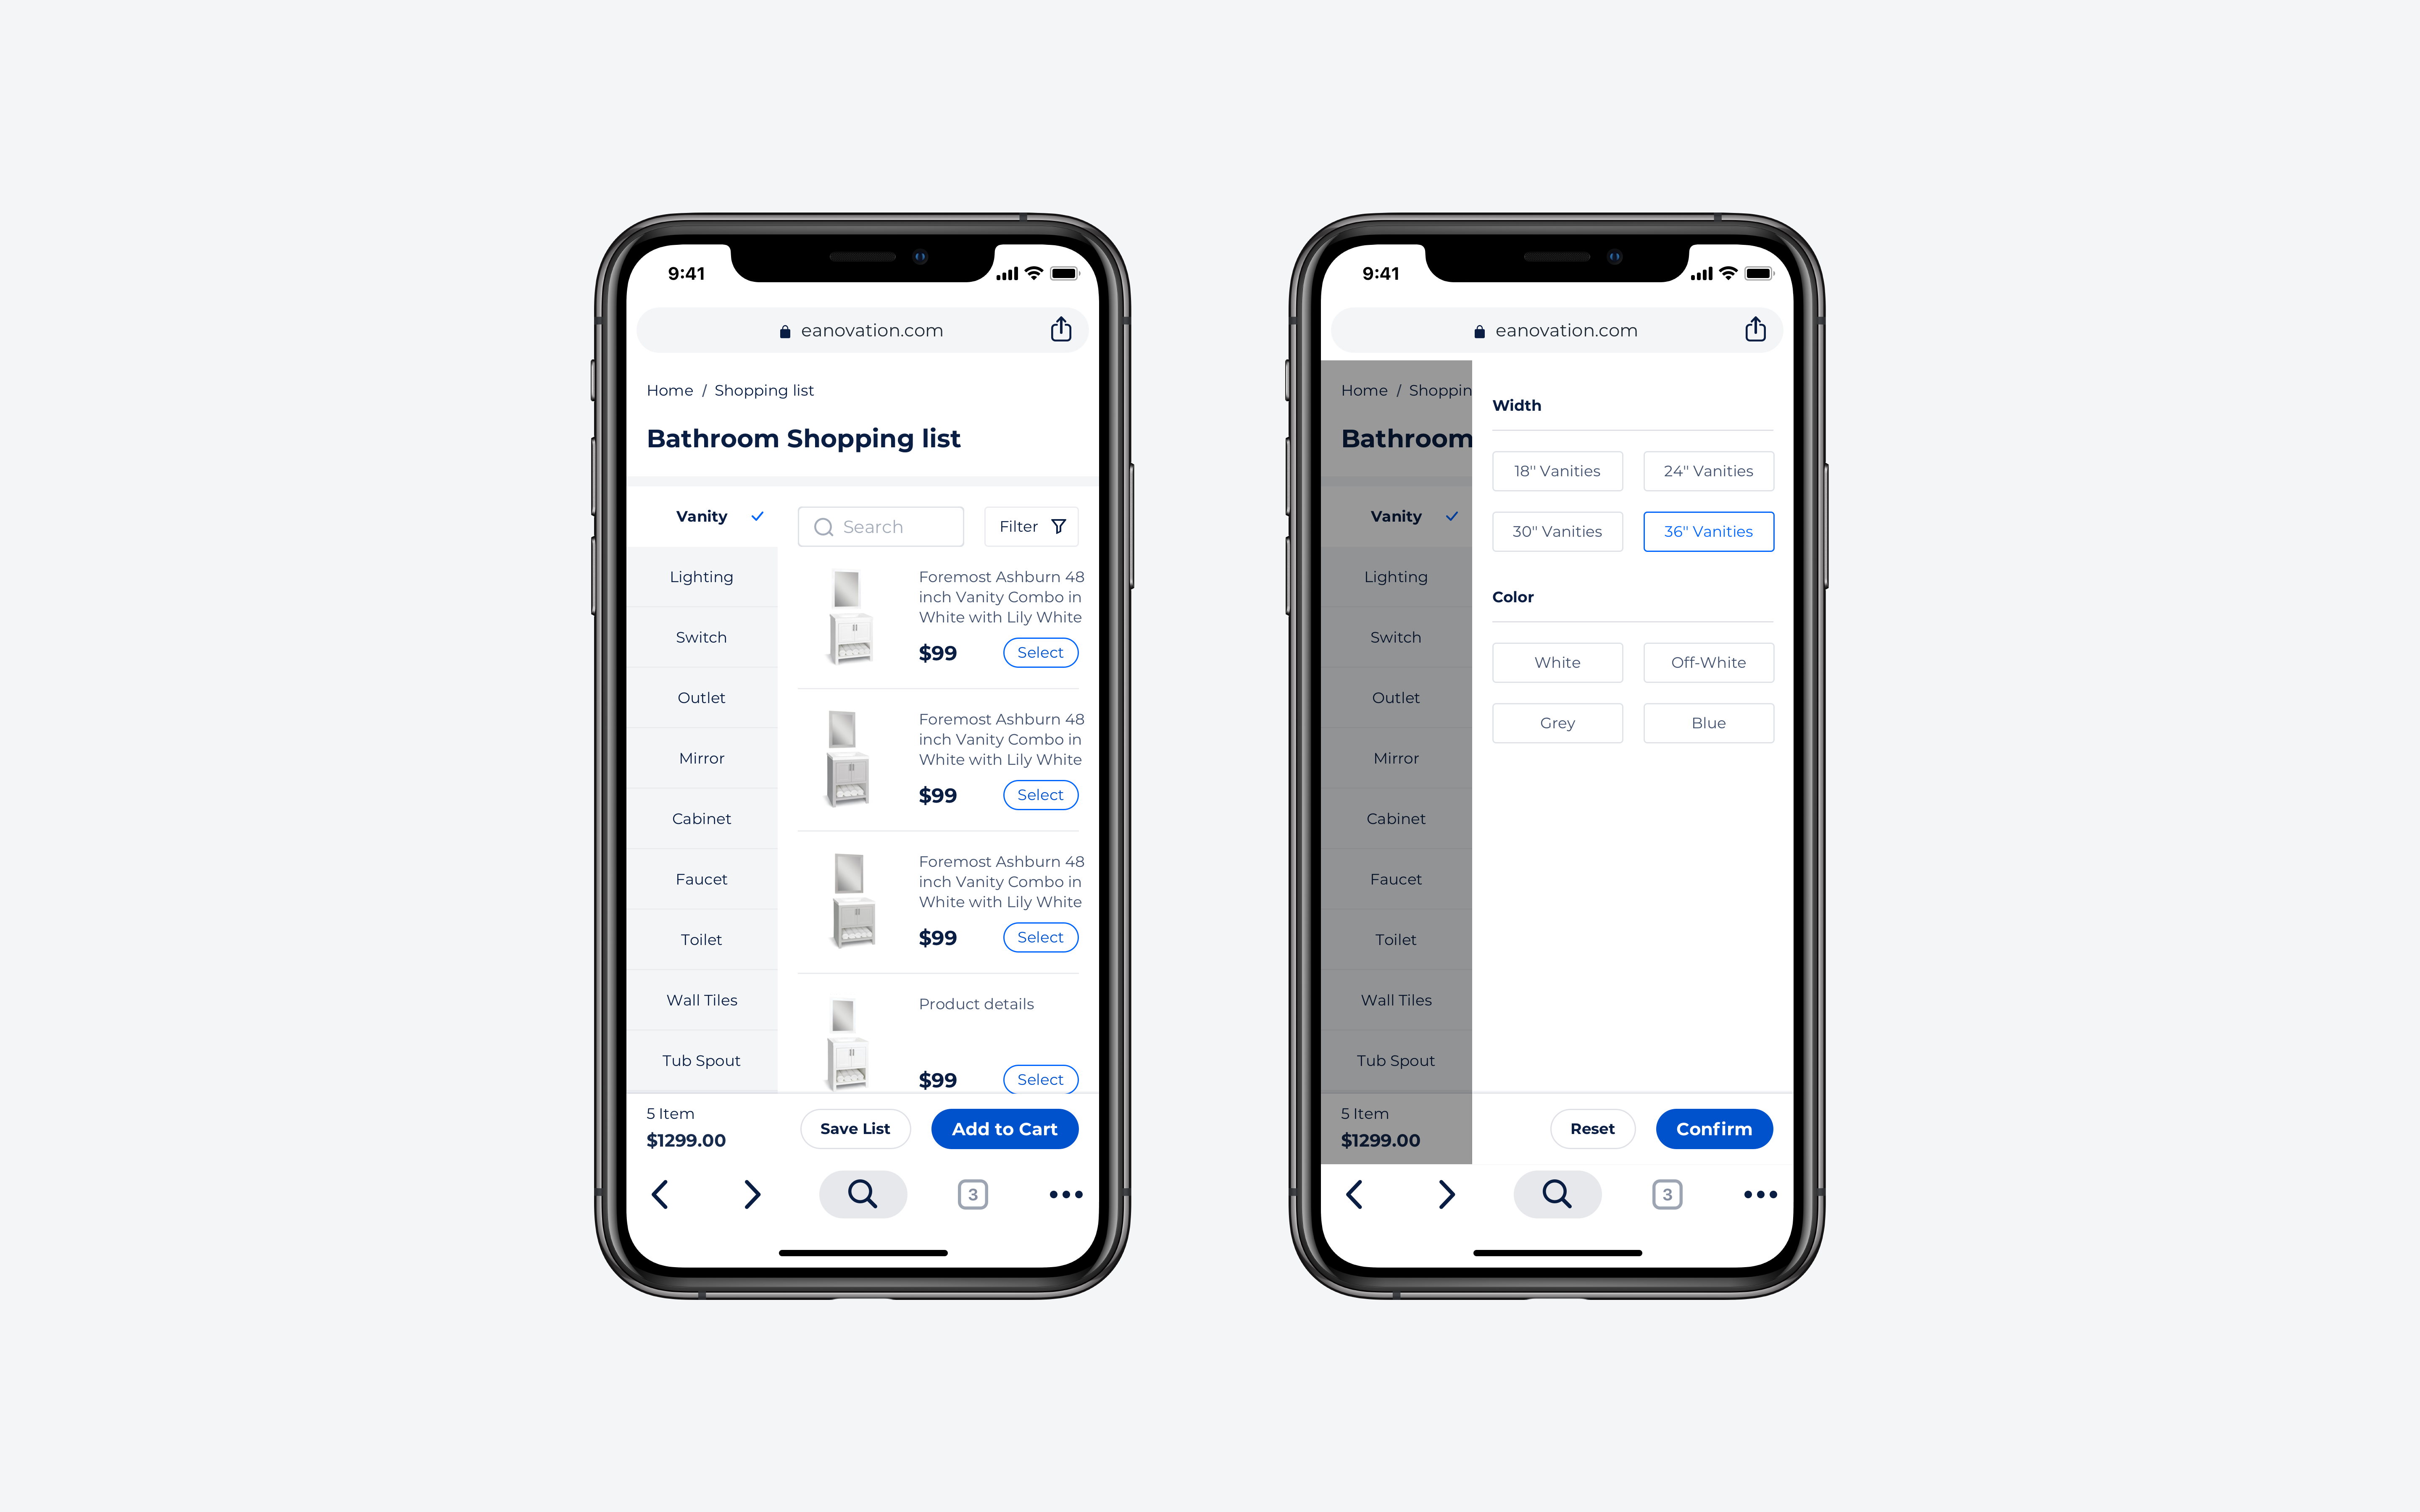 9:41
eanovation.com
Home / Shopping list
Bathroom Shopping list
Vanity
Search
Filter
Lighting
Switch
Outlet
Mirror
Cabinet
Faucet
Toilet
Wall Tiles
Tub Spout
Foremost Ashburn 48
inch Vanity Combo in
White with Lily White
$99
Select
Foremost Ashburn 48
inch Vanity Combo in
White with Lily White
$99
Select
Foremost Ashburn 48
inch Vanity Combo in
White with Lily White
$99
Select
Product details
$99
Select
5 Item
$1299.00
Save List
Add to Cart
3
9:41
eanovation.com
Home / Shoppin
Bathroom
Vanity
Lighting
Switch
Outlet
Mirror
Cabinet
Faucet
Toilet
Wall Tiles
Tub Spout
5 Item
$1299.00
Width
18'' Vanities
24" Vanities
30" Vanities
36" Vanities
Color
White
Off-White
Grey
Blue
Reset
Confirm
3